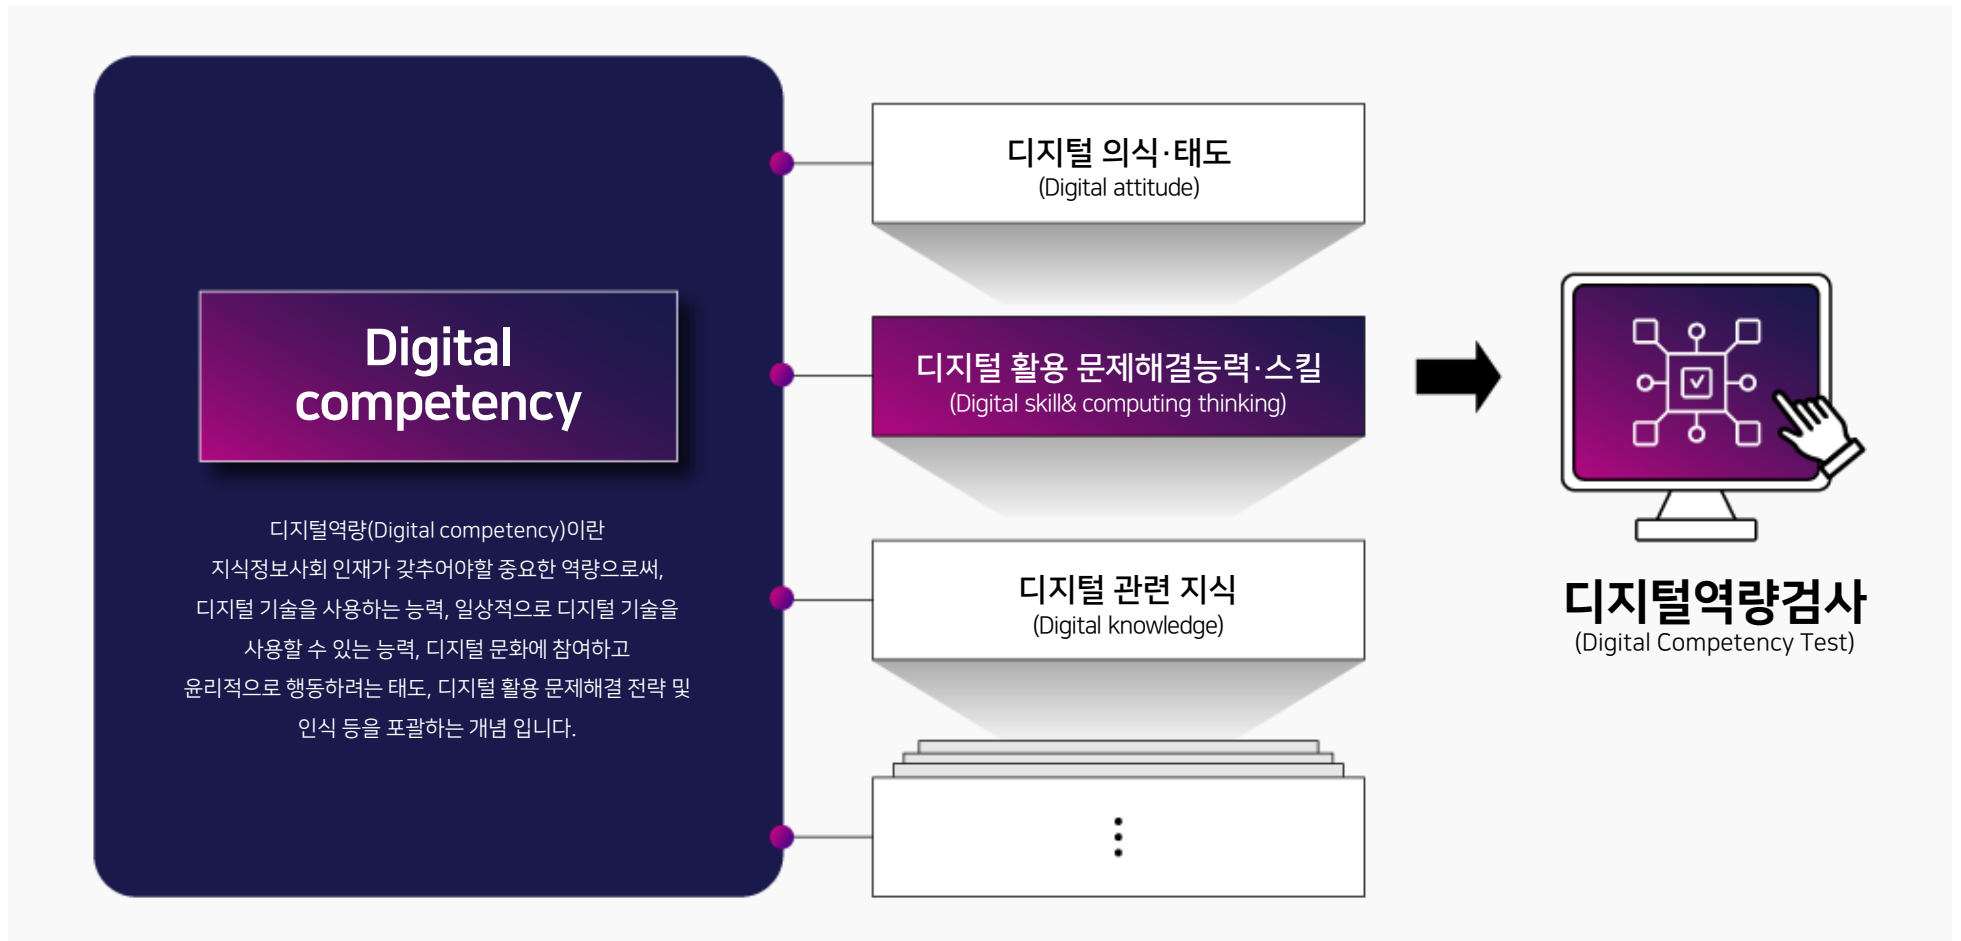 Digital
competency
디지털역량(Digital competency)이란
지식정보사회 인재가 갖추어야할 중요한 역량으로써,
디지털 기술을 사용하는 능력, 일상적으로 디지털 기술을
사용할 수 있는 능력, 디지털 문화에 참여하고
윤리적으로 행동하려는 태도, 디지털 활용 문제해결 전략 및
인식 등을 포괄하는 개념 입니다.
디지털 의식·태도
(Digital attitude)
디지털 활용 문제해결능력·스킬
(Digital skill& computing thinking)
디지털 관련 지식
(Digital knowledge)
디지털역량검사
(Digital Competency Test)